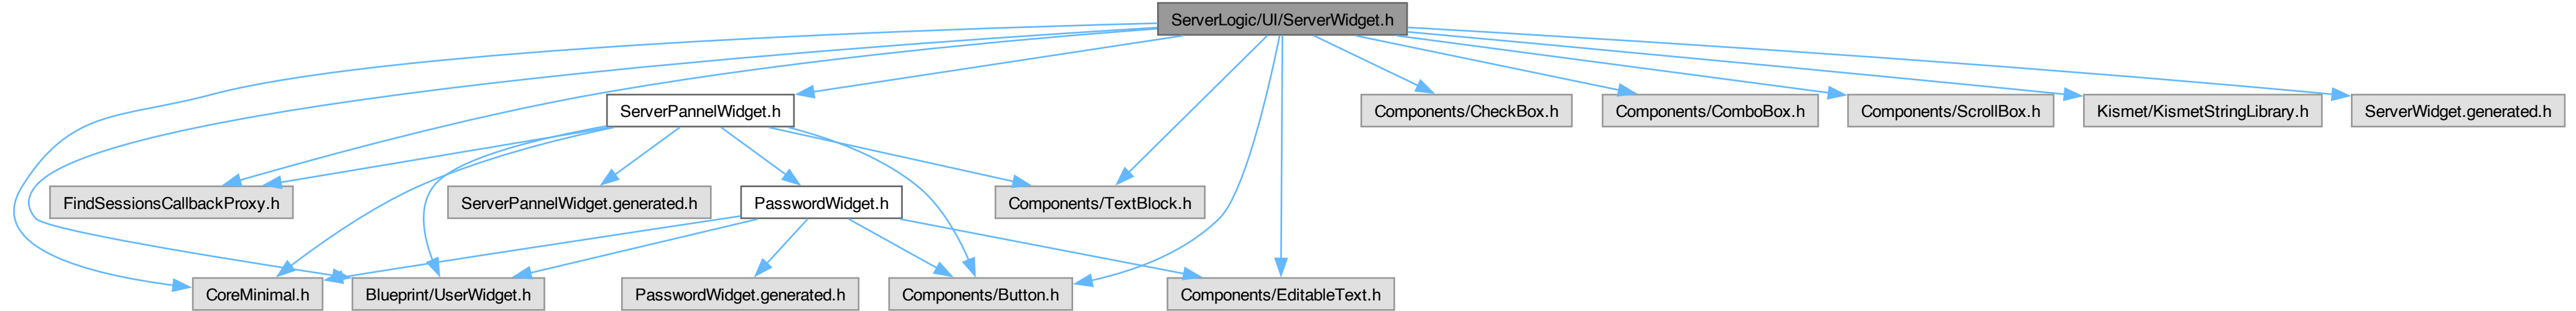 ServerLogic/UI/ServerWidget.h
ServerPannelWidget.h
Components/CheckBox.h
Components/ComboBox.h
Components/ScrollBox.h
Kismet/KismetStringLibrary.h
ServerWidget.generated.h
FindSessionsCallbackProxy.h
ServerPannelWidget.generated.h
PasswordWidget.h
Components/TextBlock.h
CoreMinimal.h
Blueprint/UserWidget.h
PasswordWidget.generated.h
Components/Button.h
Components/EditableText.h